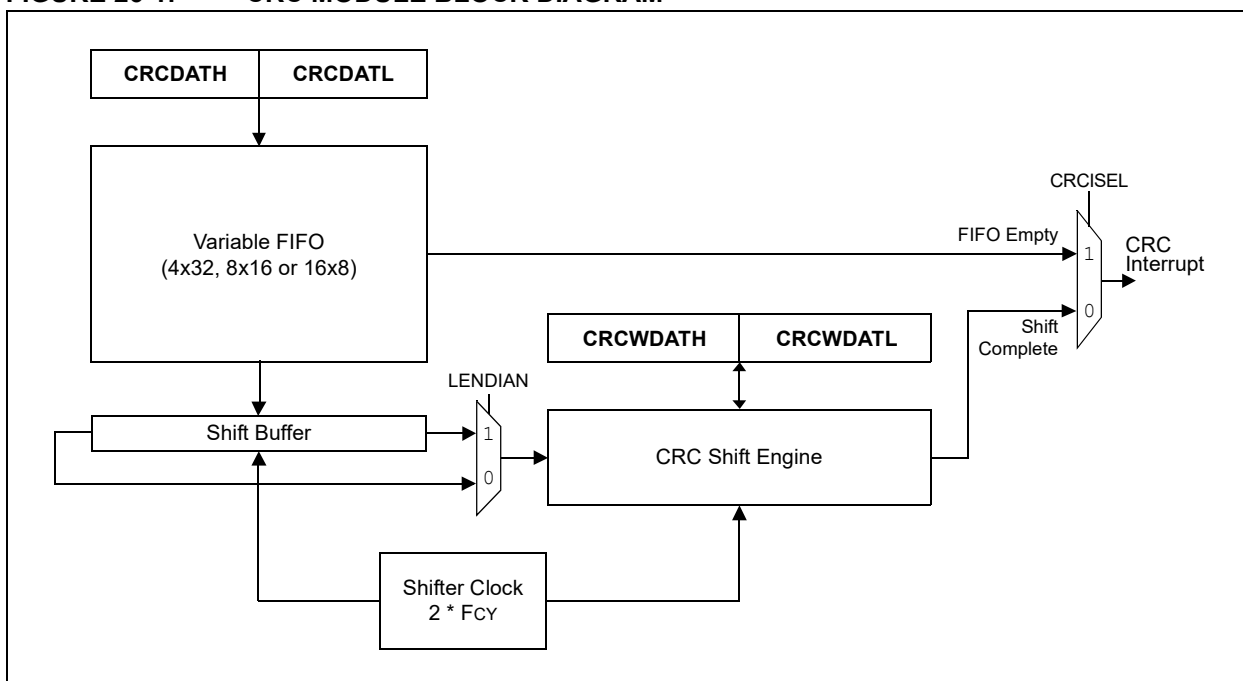 CRCDATH
CRCDATL
Variable FIFO
(4x32, 8x16 or 16x8)
CRCISEL
FIFO Empty
1
CRC
Interrupt
0
Shift
Complete
CRCWDATH
CRCWDATL
LENDIAN
Shift Buffer
1
0
CRC Shift Engine
Shifter Clock
2 * FCY